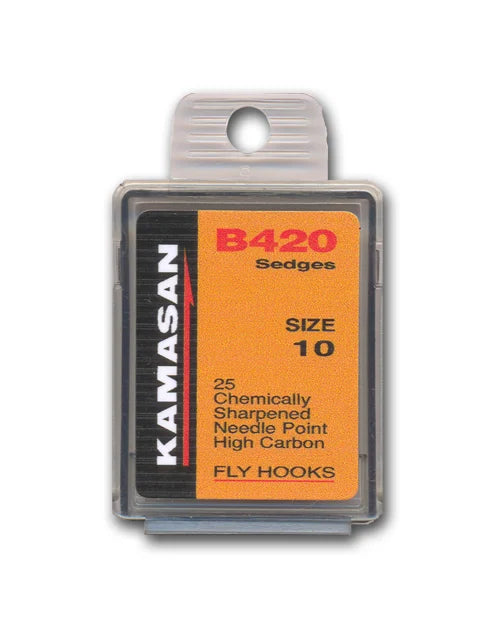 KAMASAN
B420
Sedges
SIZE
10
25
Chemically
Sharpened
Needle Point
High Carbon
FLY HOOKS